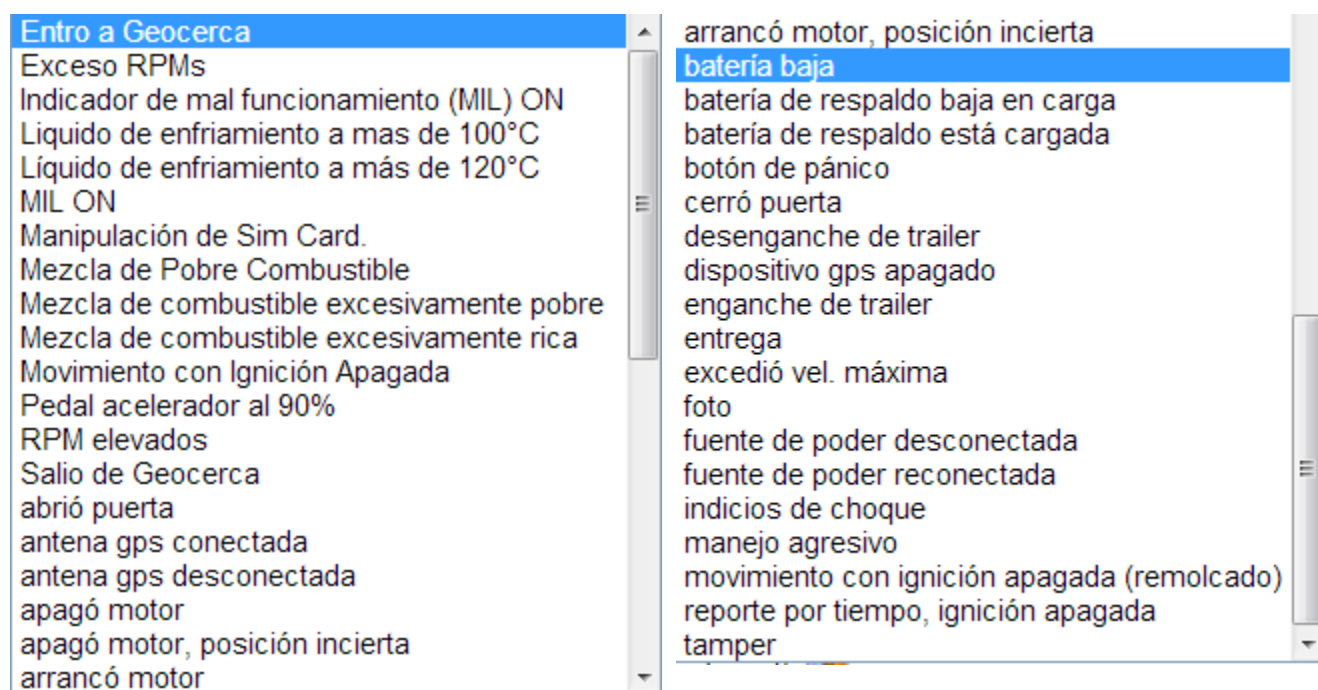 Entro a Geocerca
Exceso RPMs
Indicador de mal funcionamiento (MIL) ON
Liquido de enfriamiento a mas de 100°C
Líquido de enfriamiento a más de 120°C
MIL ON
Manipulación de Sim Card.
Mezcla de Pobre Combustible
Mezcla de combustible excesivamente pobre
Mezcla de combustible excesivamente rica
Movimiento con Ignición Apagada
Pedal acelerador al 90%
RPM elevados
Salio de Geocerca
abrió puerta
antena gps conectada
antena gps desconectada
apagó motor
apagó motor, posición incierta
arrancó motor
arrancó motor, posición incierta
batería baja
batería de respaldo baja en carga
batería de respaldo está cargada
botón de pánico
cerró puerta
desenganche de trailer
dispositivo gps apagado
enganche de trailer
entrega
excedió vel. máxima
foto
fuente de poder desconectada
fuente de poder reconectada
indicios de choque
manejo agresivo
movimiento con ignición apagada (remolcado)
reporte por tiempo, ignición apagada
tamper